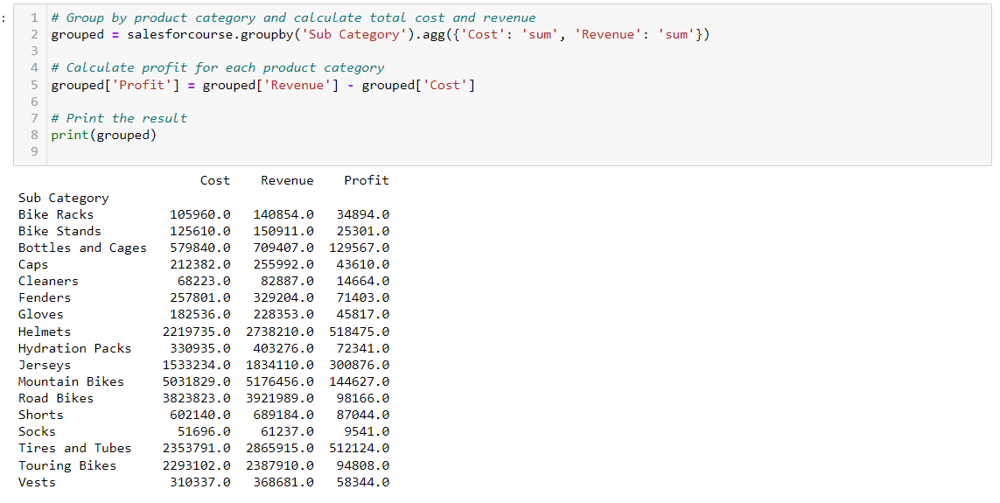 :
1 # Group by product category and calculate total cost and revenue
2 grouped = salesforcourse.groupby('Sub Category').agg({'Cost': 'sum', 'Revenue': 'sum'})
3
4 # Calculate profit for each product category
5 grouped['Profit'] = grouped['Revenue'] - grouped['Cost']
6
7 # Print the result
8 print(grouped)
9
Cost Revenue Profit
Sub Category
Bike Racks 105960.0 140854.0 34894.0
Bike Stands 125610.0 150911.0 25301.0
Bottles and Cages 579840.0 709407.0 129567.0
Caps 212382.0 255992.0 43610.0
Cleaners 68223.0 82887.0 14664.0
Fenders 257801.0 329204.0 71403.0
Gloves 182536.0 228353.0 45817.0
Helmets 2219735.0 2738210.0 518475.0
Hydration Packs 330935.0 403276.0 72341.0
Jerseys 1533234.0 1834110.0 300876.0
Mountain Bikes 5031829.0 5176456.0 144627.0
Road Bikes 3823823.0 3921989.0 98166.0
Shorts 602140.0 689184.0 87044.0
Socks 51696.0 61237.0 9541.0
Tires and Tubes 2353791.0 2865915.0 512124.0
Touring Bikes 2293102.0 2387910.0 94808.0
Vests 310337.0 368681.0 58344.0